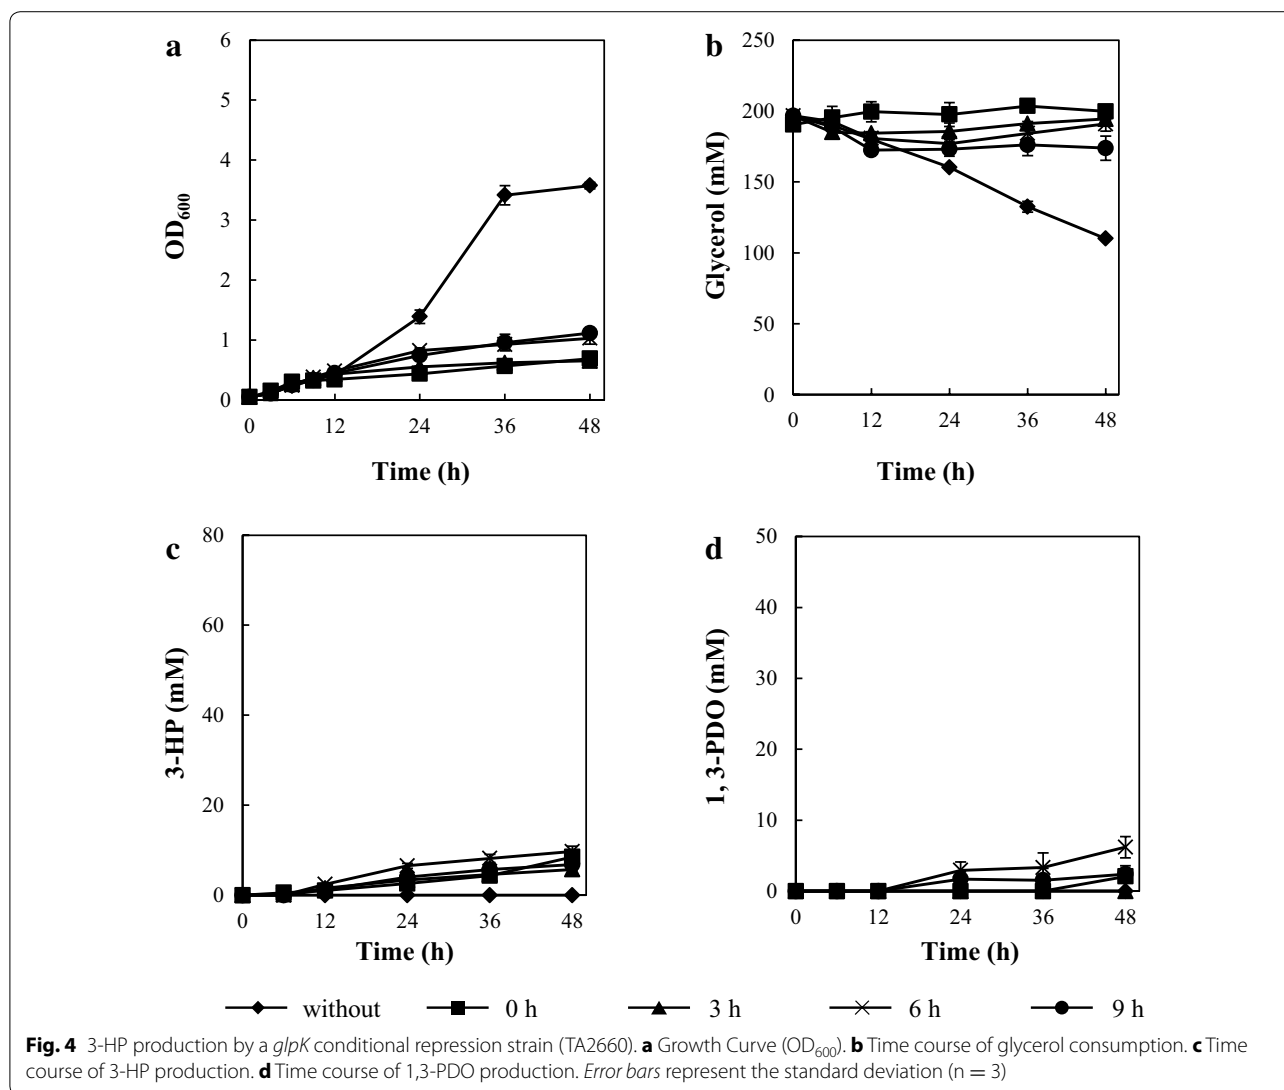 a
6
5
4
3
2
1
0
OD600
0 12 24 36 48
Time (h)
b
250
200
150
100
50
0
Glycerol (mM)
0 12 24 36 48
Time (h)
c
80
60
40
20
0
3-HP (mM)
0 12 24 36 48
Time (h)
d
50
40
30
20
10
0
1, 3-PDO (mM)
0 12 24 36 48
Time (h)
without 0 h 3 h 6 h 9 h
Fig. 4 3-HP production by a glpK conditional repression strain (TA2660). a Growth Curve (OD600). b Time course of glycerol consumption. c Time
course of 3-HP production. d Time course of 1,3-PDO production. Error bars represent the standard deviation (n = 3)